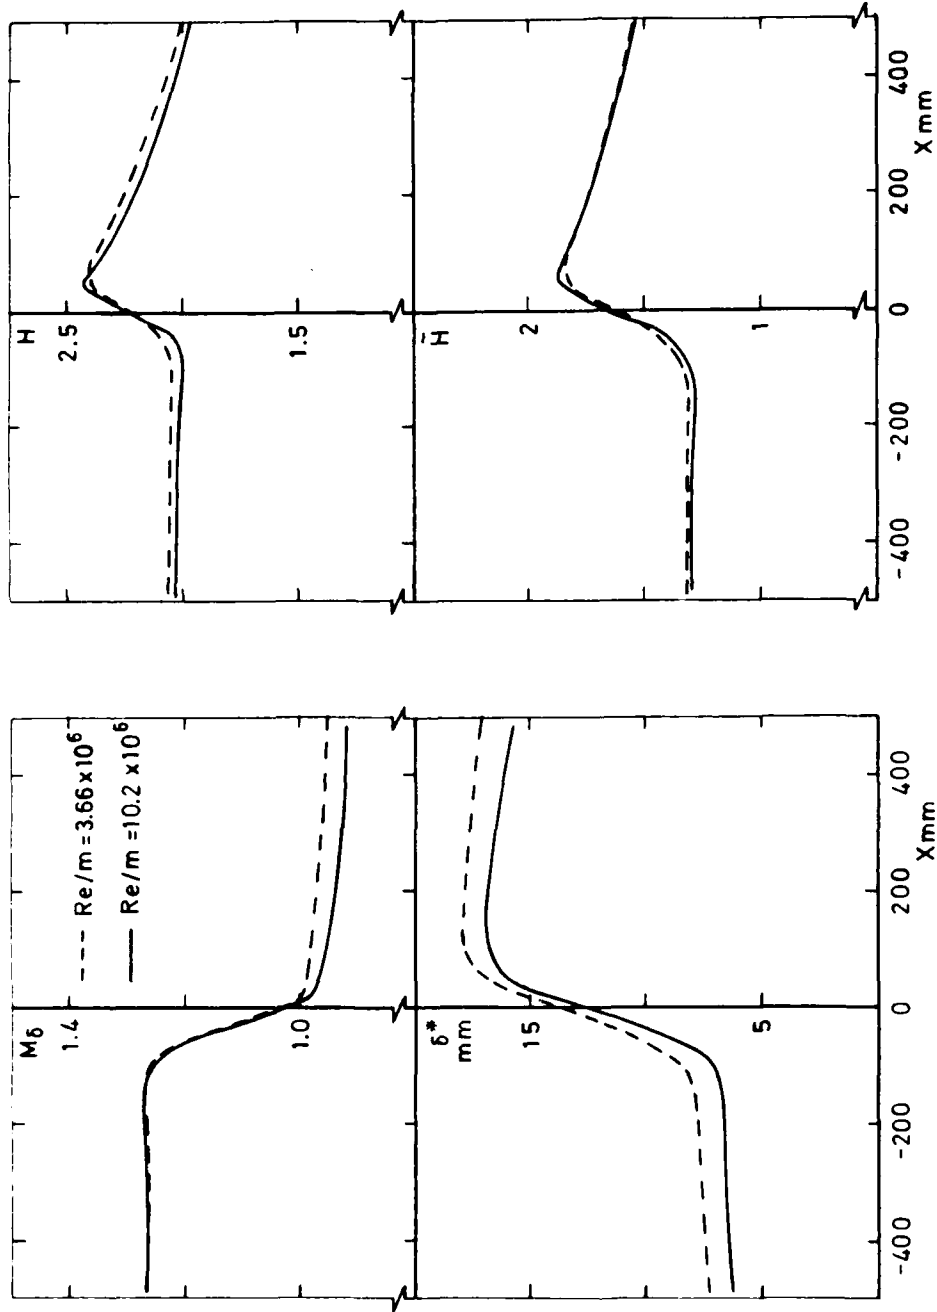 Mδ
1.4
1.0
--- Re/m = 3.66 x 10⁶
— Re/m = 10.2 x 10⁶
H
2.5
1.5
δ*
mm
15
5
-400 -200 0 200 400
X mm
H̄
2
1
-400 -200 0 200 400
X mm